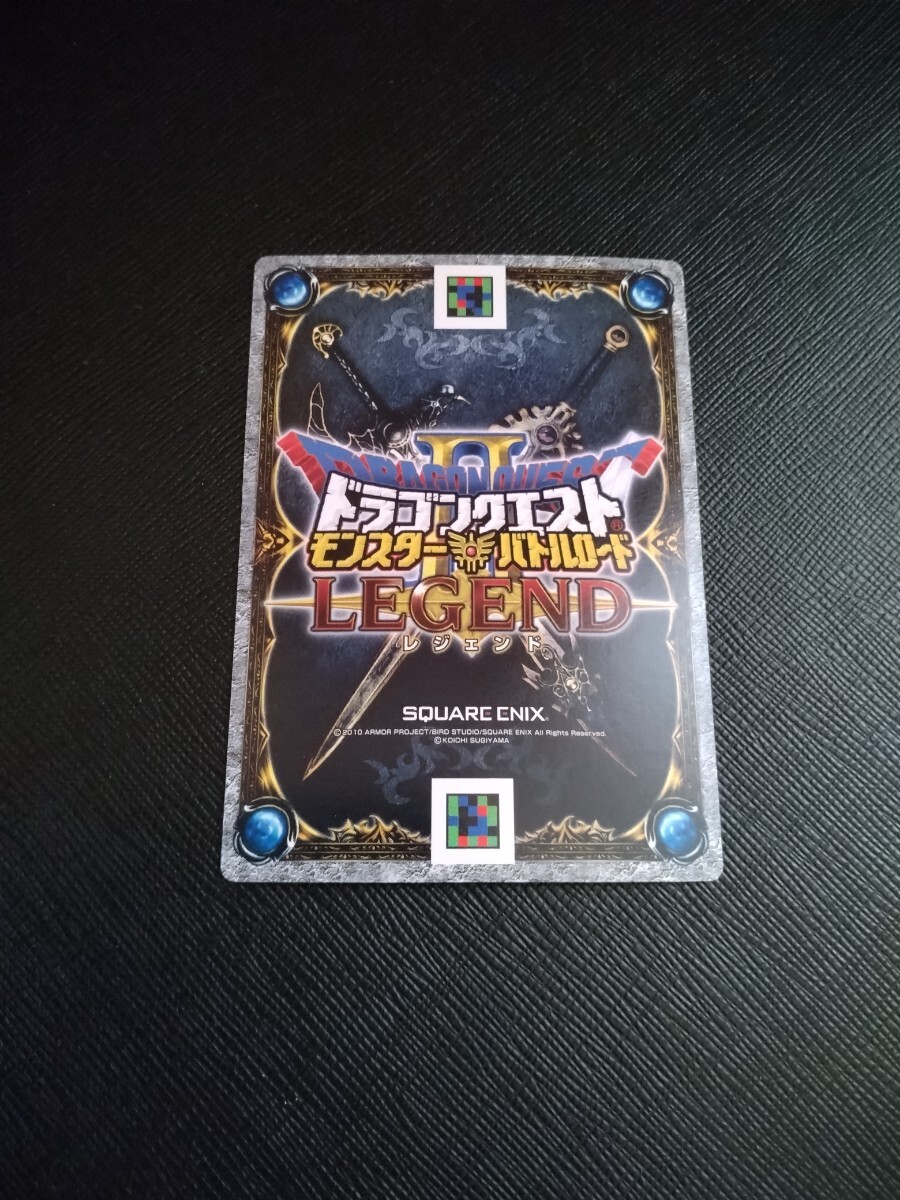 DRAGON QUEST
II
ドラゴンクエスト®
モンスターバトルロード
LEGEND
レジェンド
SQUARE ENIX
©2010 ARMOR PROJECT/BIRD STUDIO/SQUARE ENIX All Rights Reserved.
©KOICHI SUGIYAMA